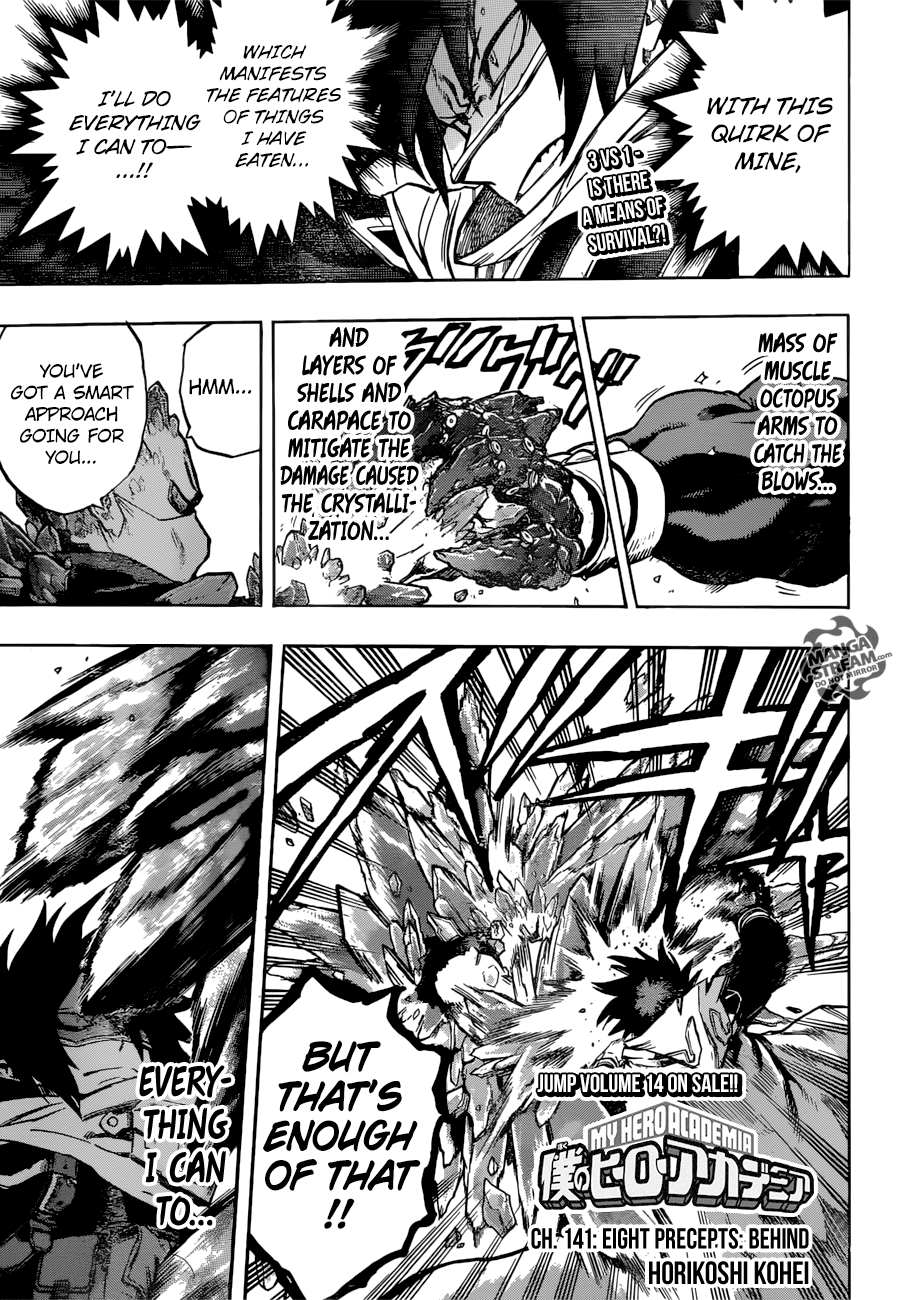 WITH THIS
QUIRK OF
MINE,
3 VS 1 -
IS THERE
A MEANS OF
SURVIVAL?!
WHICH
MANIFESTS
THE FEATURES
OF THINGS
I HAVE
EATEN...
I'LL DO
EVERYTHING
I CAN TO—
...!!
MASS OF
MUSCLE
OCTOPUS
ARMS TO
CATCH THE
BLOWS...
AND
LAYERS OF
SHELLS AND
CARAPACE TO
MITIGATE THE
DAMAGE CAUSED
THE CRYSTALLI-
ZATION...
HMM...
YOU'VE
GOT A SMART
APPROACH
GOING FOR
YOU...
MANGA
STREAM.com
DO NOT MIRROR
BUT
THAT'S
ENOUGH
OF THAT
!!
EVERY-
THING
I CAN
TO...
JUMP VOLUME 14 ON SALE!!
MY HERO ACADEMIA
僕のヒーローアカデミア
CH. 141: EIGHT PRECEPTS: BEHIND
HORIKOSHI KOHEI